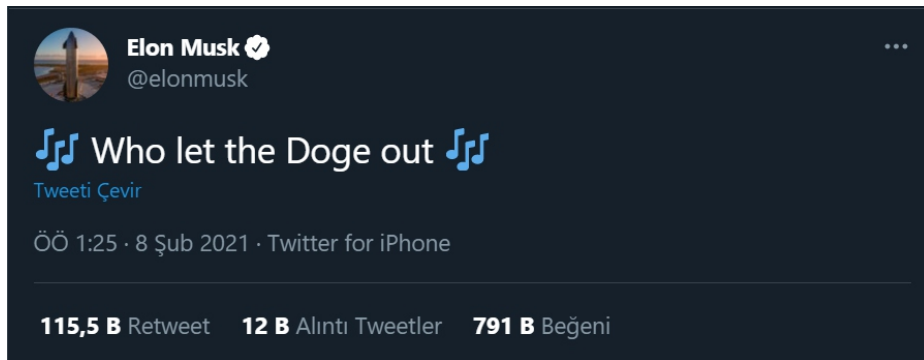 Elon Musk
@elonmusk
🎶 Who let the Doge out 🎶
Tweeti Çevir
ÖÖ 1:25 · 8 Şub 2021 · Twitter for iPhone
115,5 B Retweet 12 B Alıntı Tweetler 791 B Beğeni